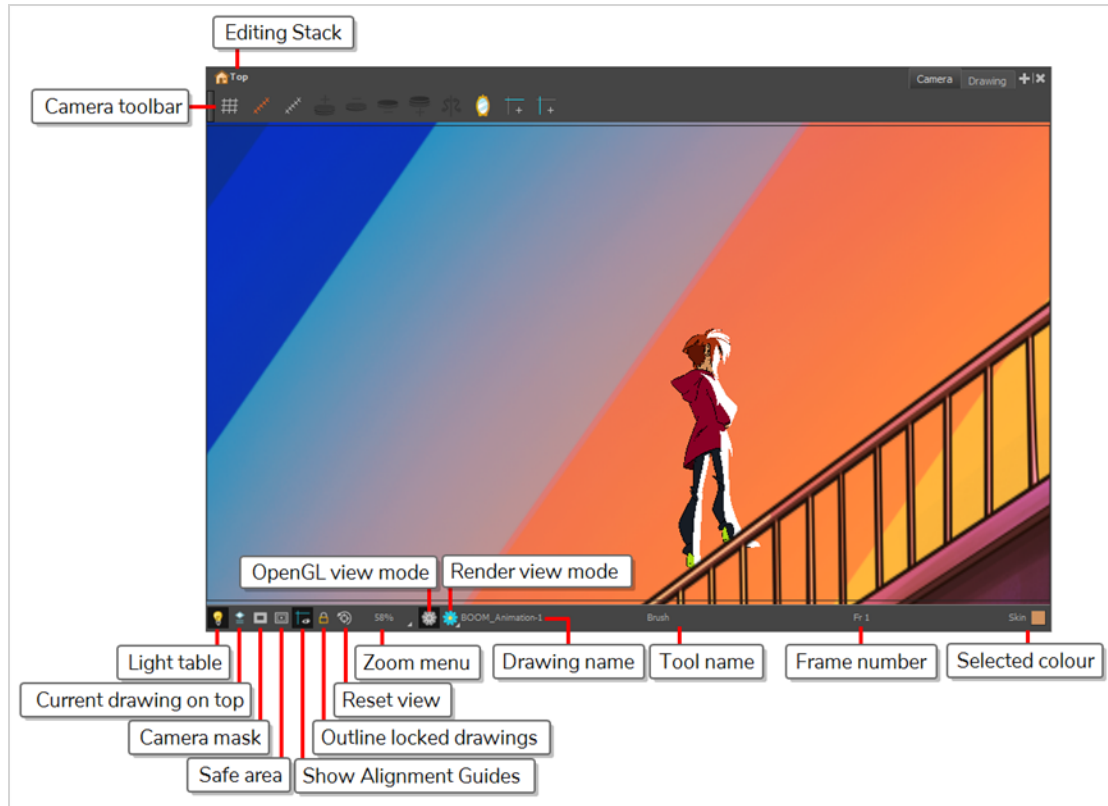 Editing Stack
Top
Camera
Drawing
Camera toolbar
OpenGL view mode
Render view mode
58%
BOOM_Animation-1
Brush
Fr 1
Skin
Light table
Zoom menu
Drawing name
Tool name
Frame number
Selected colour
Current drawing on top
Reset view
Camera mask
Outline locked drawings
Safe area
Show Alignment Guides